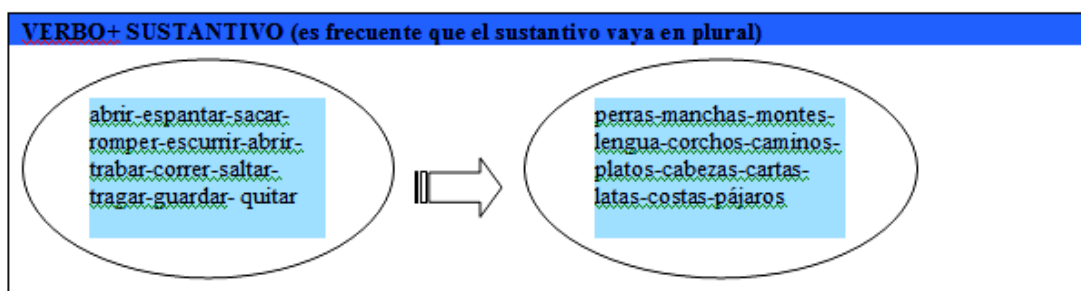 VERBO+ SUSTANTIVO (es frecuente que el sustantivo vaya en plural)
abrir-espantar-sacar-
romper-escurrir-abrir-
trabar-correr-saltar-
tragar-guardar- quitar
perras-manchas-montes-
lengua-corchos-caminos-
platos-cabezas-cartas-
latas-costas-pájaros